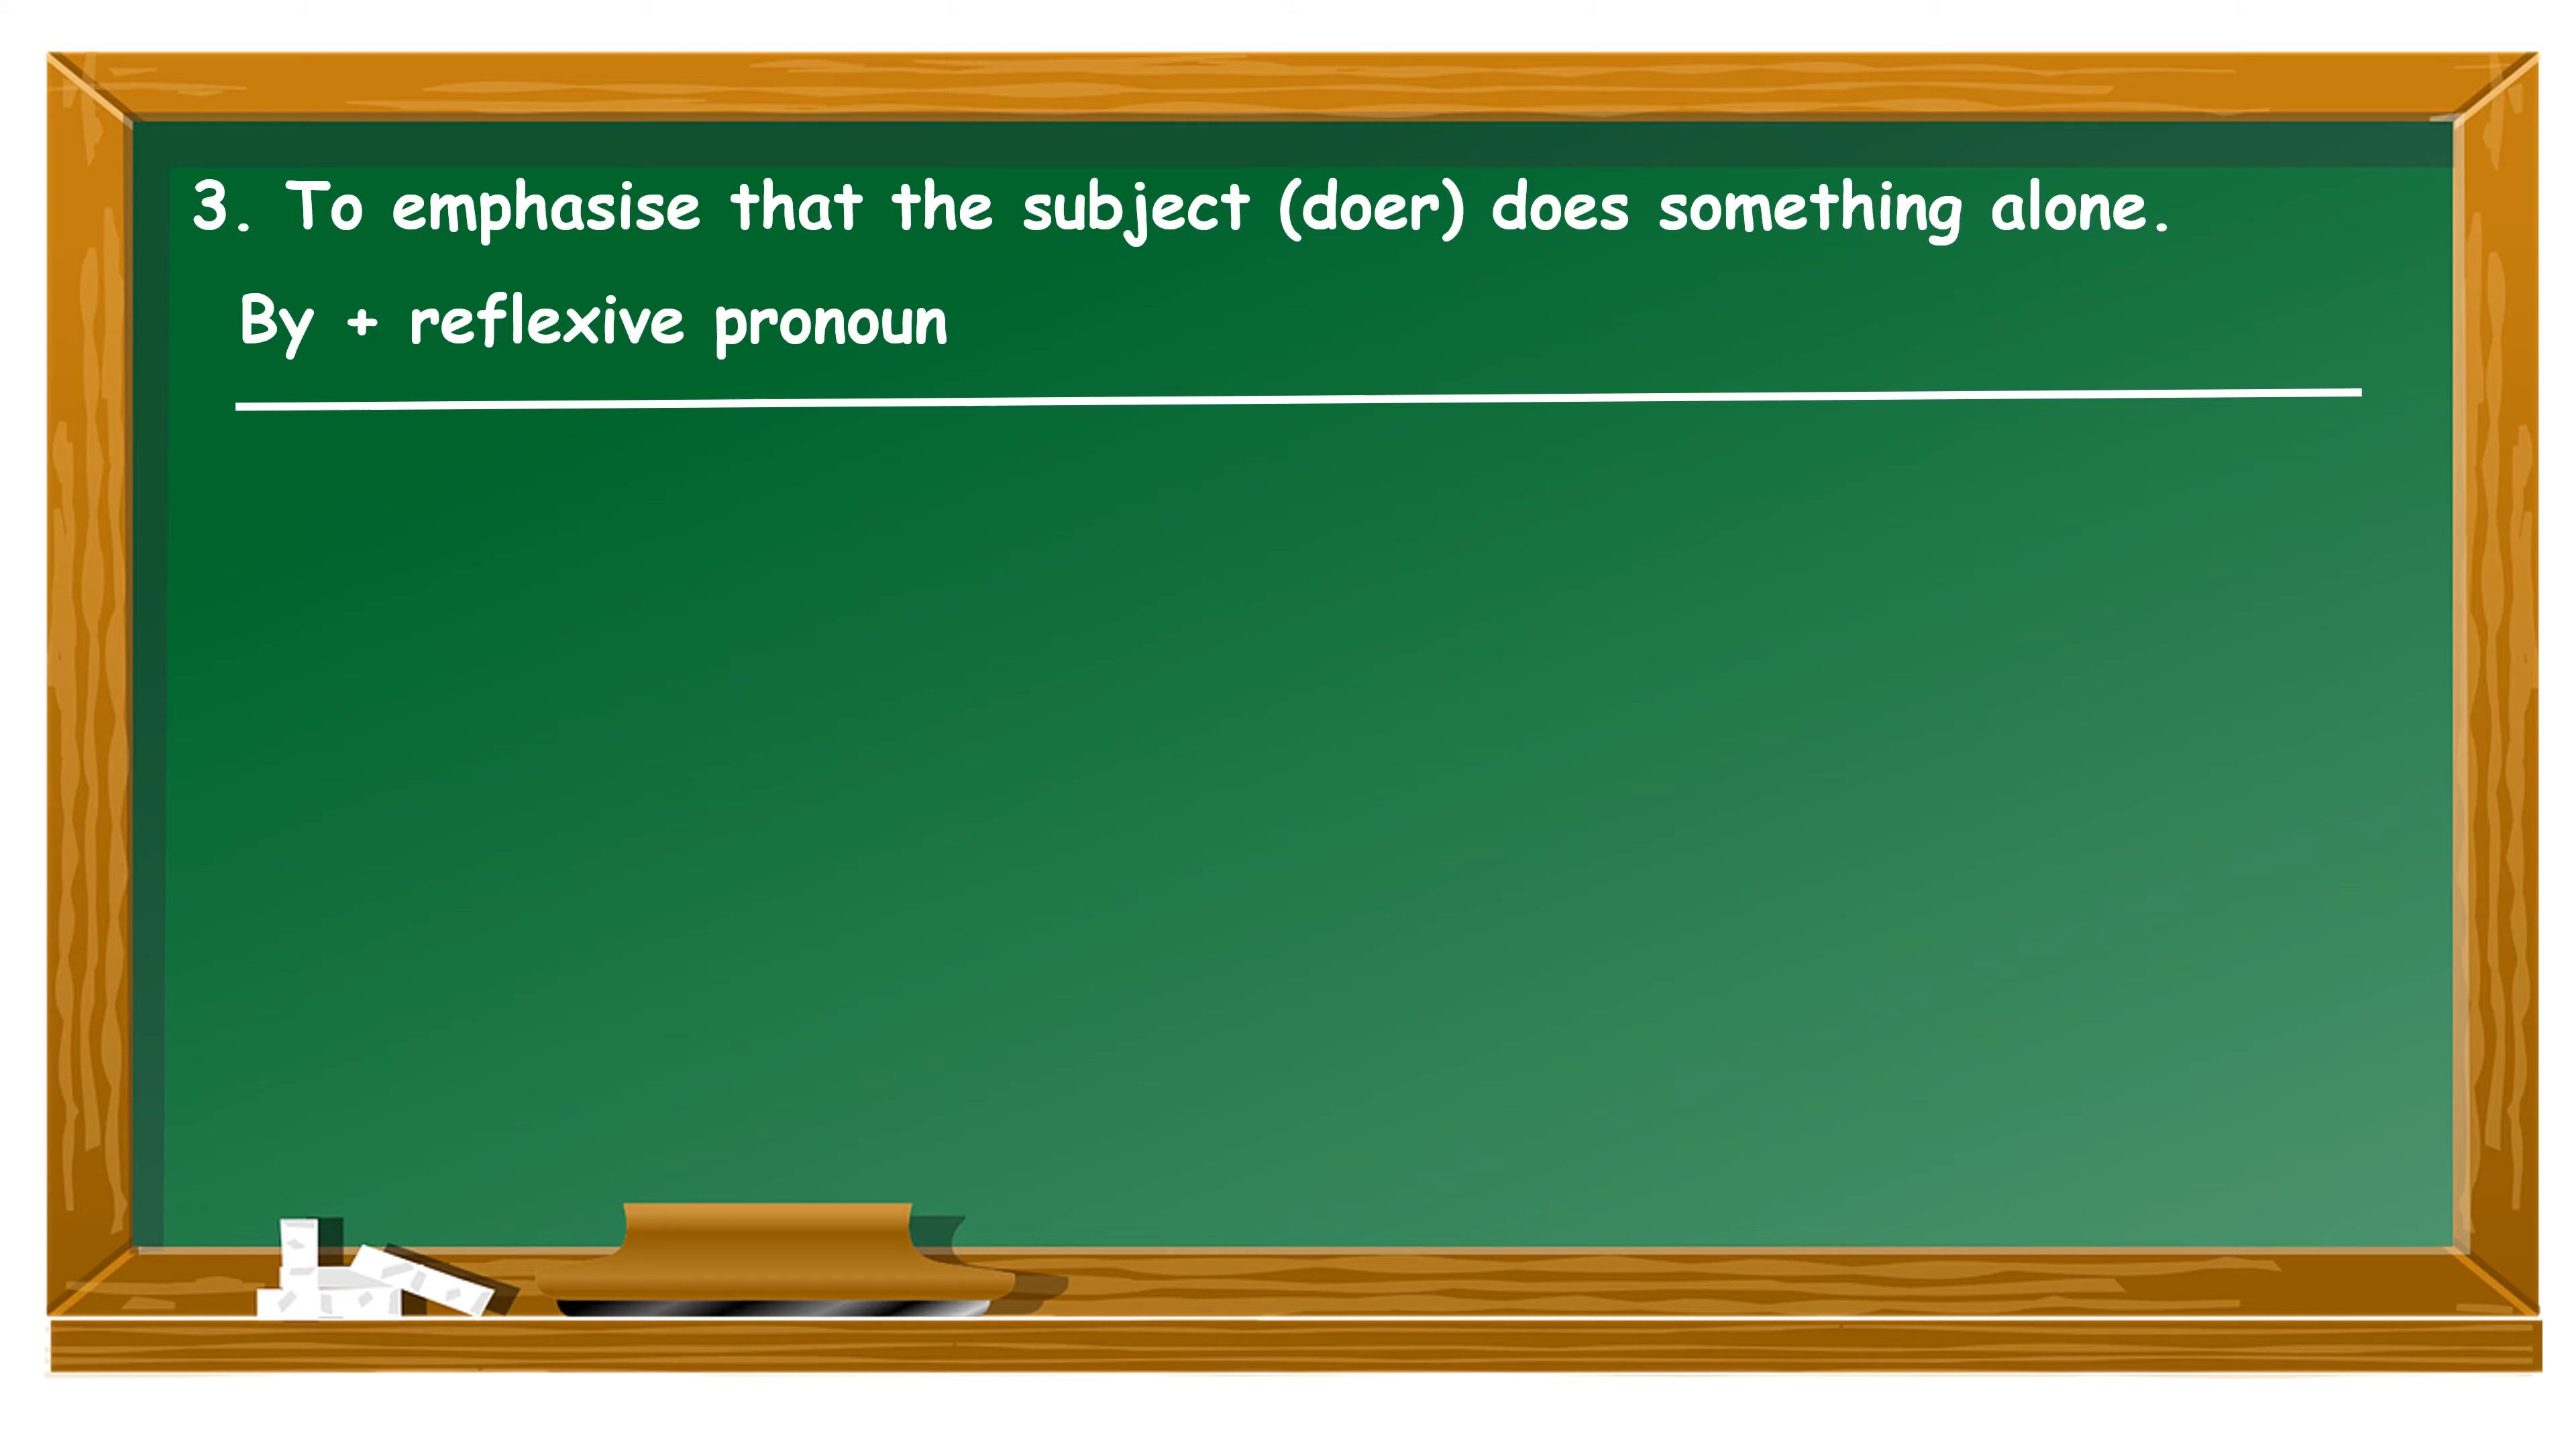 3. To emphasise that the subject (doer) does something alone.
By + reflexive pronoun